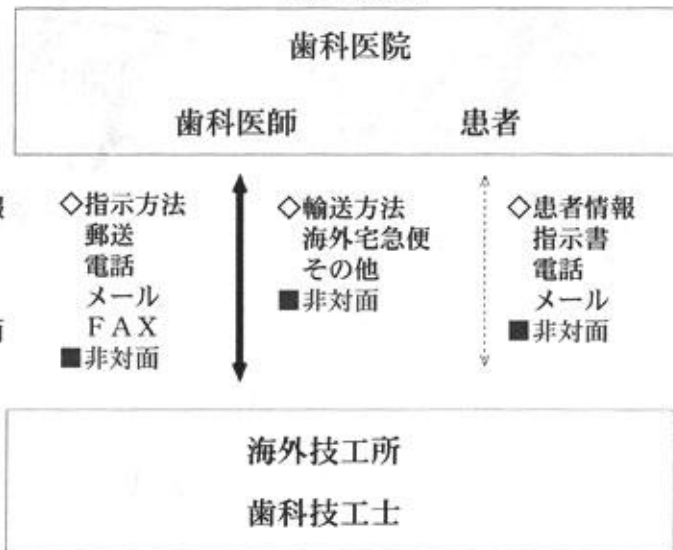 歯科医院
歯科医師 患者
◇指示方法
郵送
電話
メール
ＦＡＸ
■非対面
◇輸送方法
海外宅急便
その他
■非対面
◇患者情報
指示書
電話
メール
■非対面
海外技工所
歯科技工士